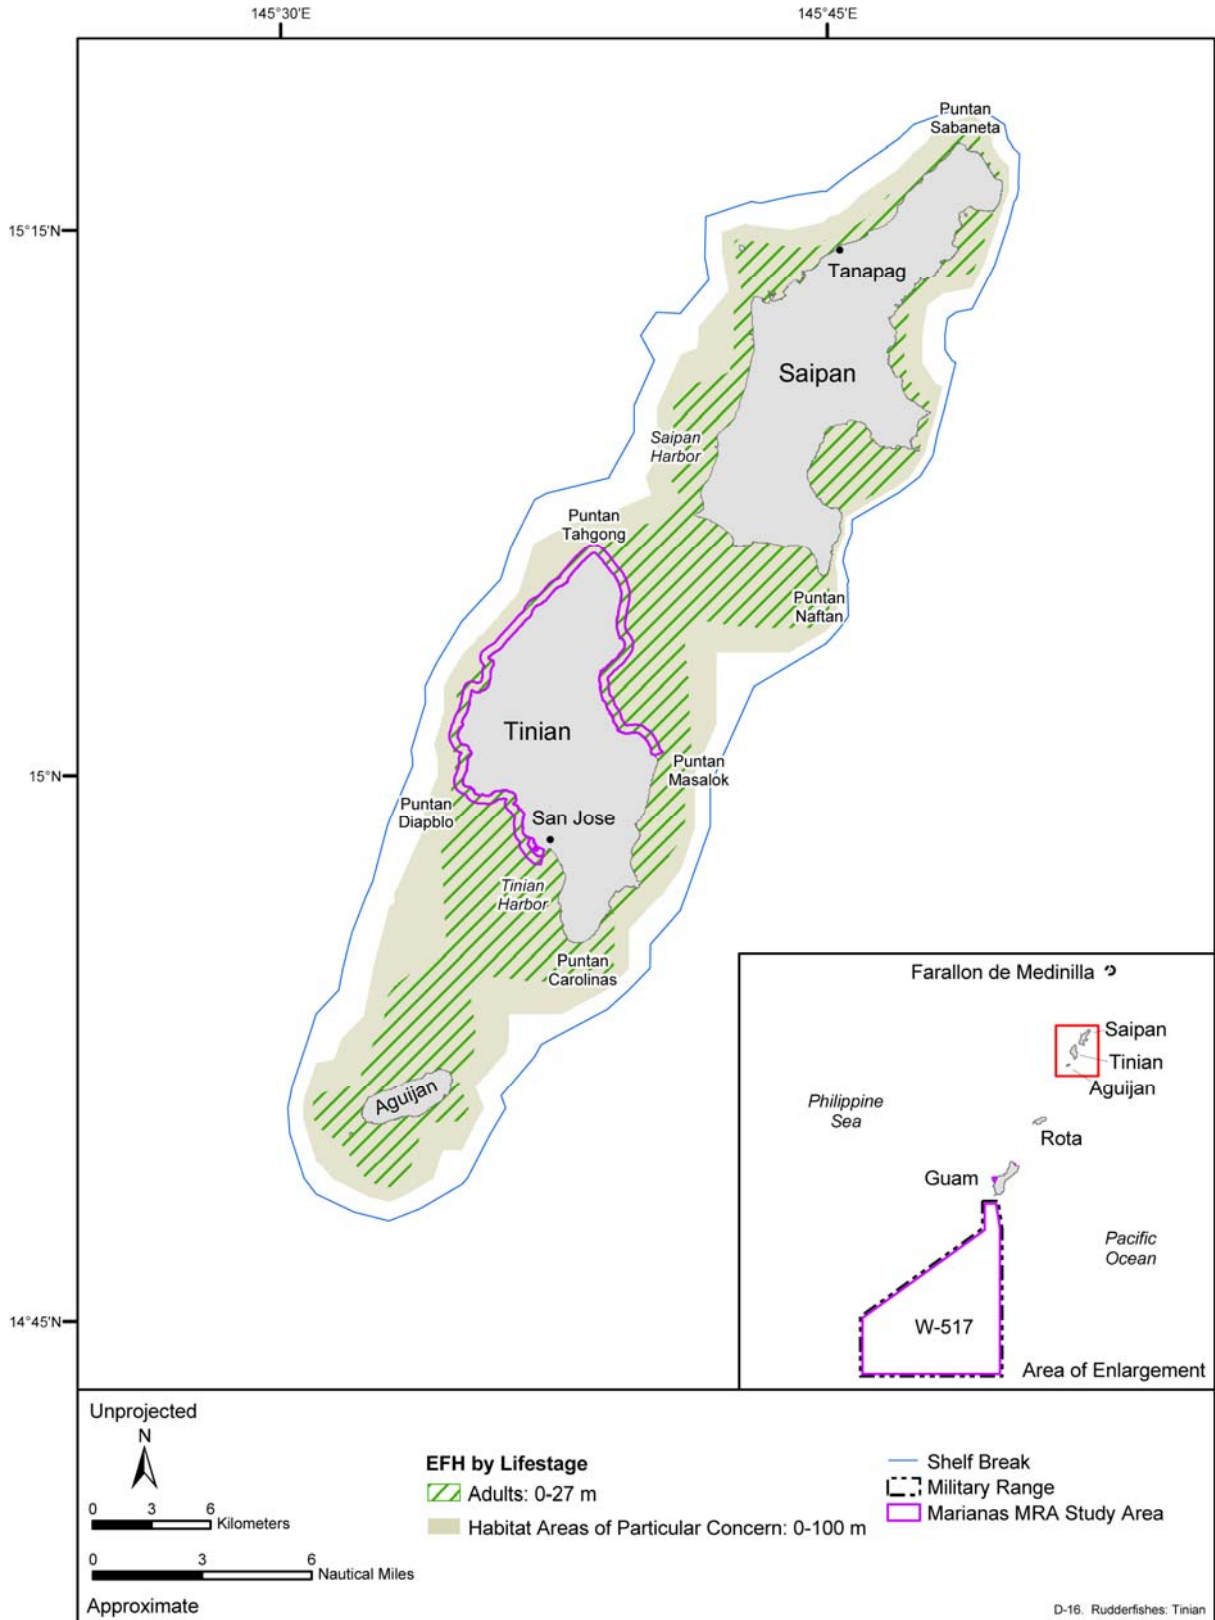 145°30'E
145°45'E
Puntan
Sabaneta
15°15'N
Tanapag
Saipan
Saipan
Harbor
Puntan
Tahgong
Puntan
Naftan
Tinian
15°N
Puntan
Masalok
Puntan
Diapblo
San Jose
Tinian
Harbor
Puntan
Carolinas
Aguijan
14°45'N
Farallon de Medinilla
Saipan
Tinian
Aguijan
Philippine
Sea
Rota
Guam
Pacific
Ocean
W-517
Area of Enlargement
Unprojected
N
0 3 6
Kilometers
0 3 6
Nautical Miles
Approximate
EFH by Lifestage
Adults: 0-27 m
Habitat Areas of Particular Concern: 0-100 m
Shelf Break
Military Range
Marianas MRA Study Area
D-16. Rudderfishes: Tinian